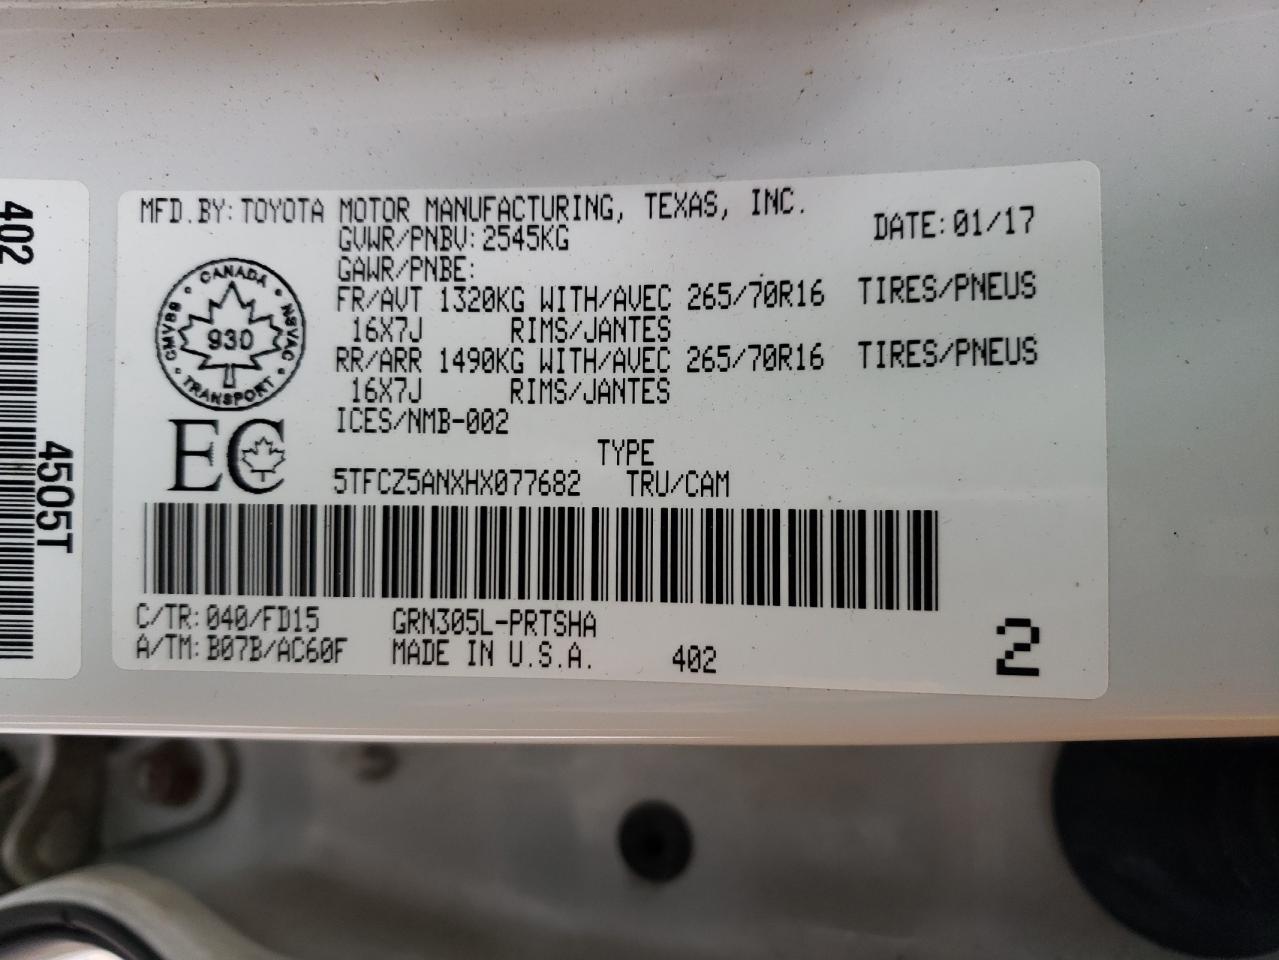 402
4505T
MFD.BY:TOYOTA MOTOR MANUFACTURING, TEXAS, INC.
GVWR/PNBV:2545KG
DATE:01/17
GAWR/PNBE:
FR/AVT 1320KG WITH/AVEC 265/70R16 TIRES/PNEUS
16X7J RIMS/JANTES
RR/ARR 1490KG WITH/AVEC 265/70R16 TIRES/PNEUS
16X7J RIMS/JANTES
ICES/NMB-002
CANADA
NSVAC
TRANSPORT
CMVSS
930
EC
TYPE
5TFCZ5ANXHX077682 TRU/CAM
C/TR:040/FD15 GRN305L-PRTSHA
A/TM:B07B/AC60F MADE IN U.S.A. 402
2